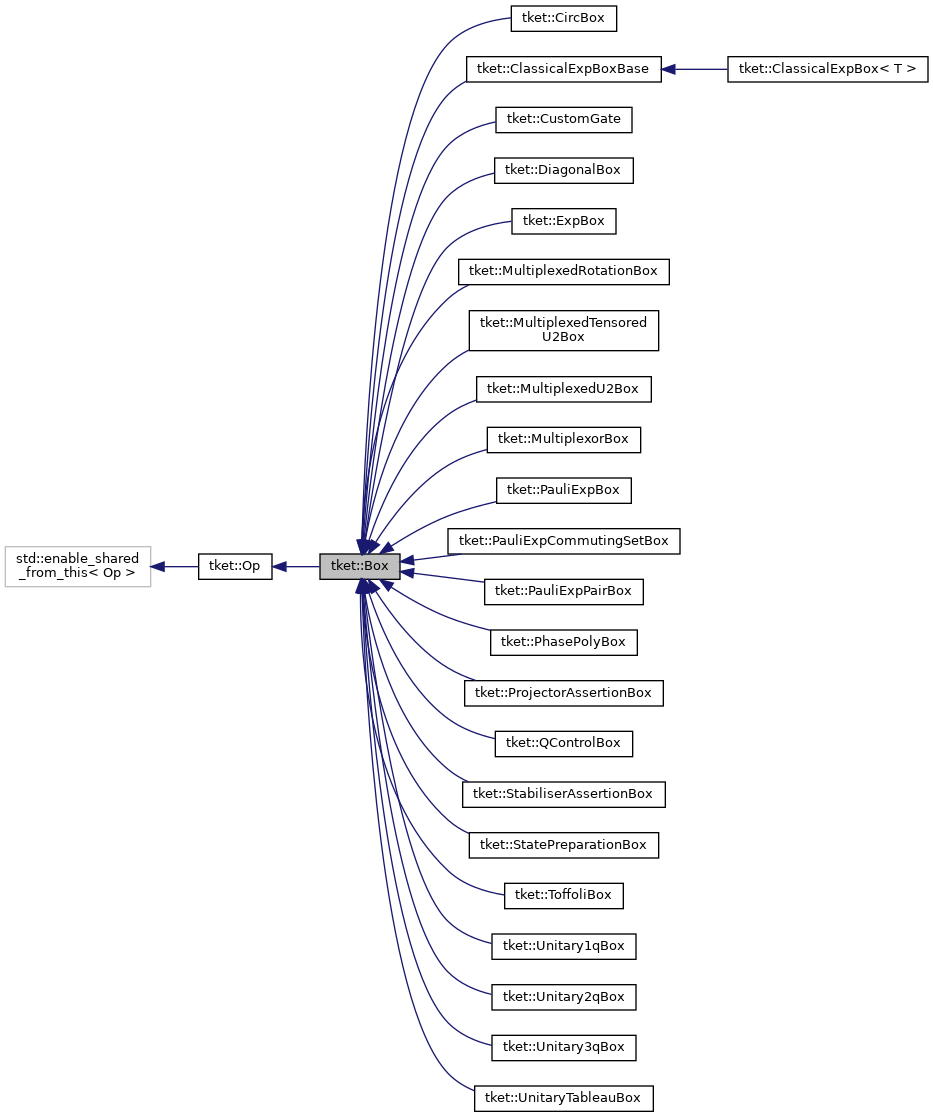 tket::CircBox
tket::ClassicalExpBoxBase
tket::ClassicalExpBox< T >
tket::CustomGate
tket::DiagonalBox
tket::ExpBox
tket::MultiplexedRotationBox
tket::MultiplexedTensored
U2Box
tket::MultiplexedU2Box
tket::MultiplexorBox
tket::PauliExpBox
tket::PauliExpCommutingSetBox
std::enable_shared
_from_this< Op >
tket::Op
tket::Box
tket::PauliExpPairBox
tket::PhasePolyBox
tket::ProjectorAssertionBox
tket::QControlBox
tket::StabiliserAssertionBox
tket::StatePreparationBox
tket::ToffoliBox
tket::Unitary1qBox
tket::Unitary2qBox
tket::Unitary3qBox
tket::UnitaryTableauBox